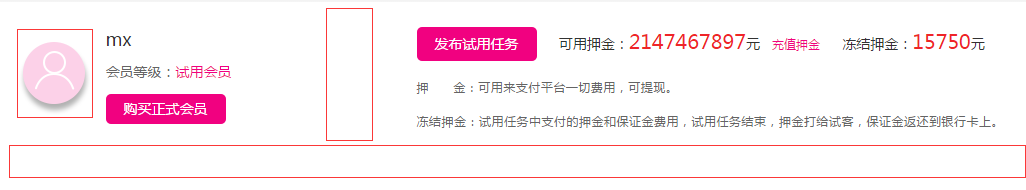 mx
会员等级：试用会员
购买正式会员
发布试用任务 可用押金：2147467897元 充值押金 冻结押金：15750元
押 金：可用来支付平台一切费用，可提现。
冻结押金：试用任务中支付的押金和保证金费用，试用任务结束，押金打给试客，保证金返还到银行卡上。